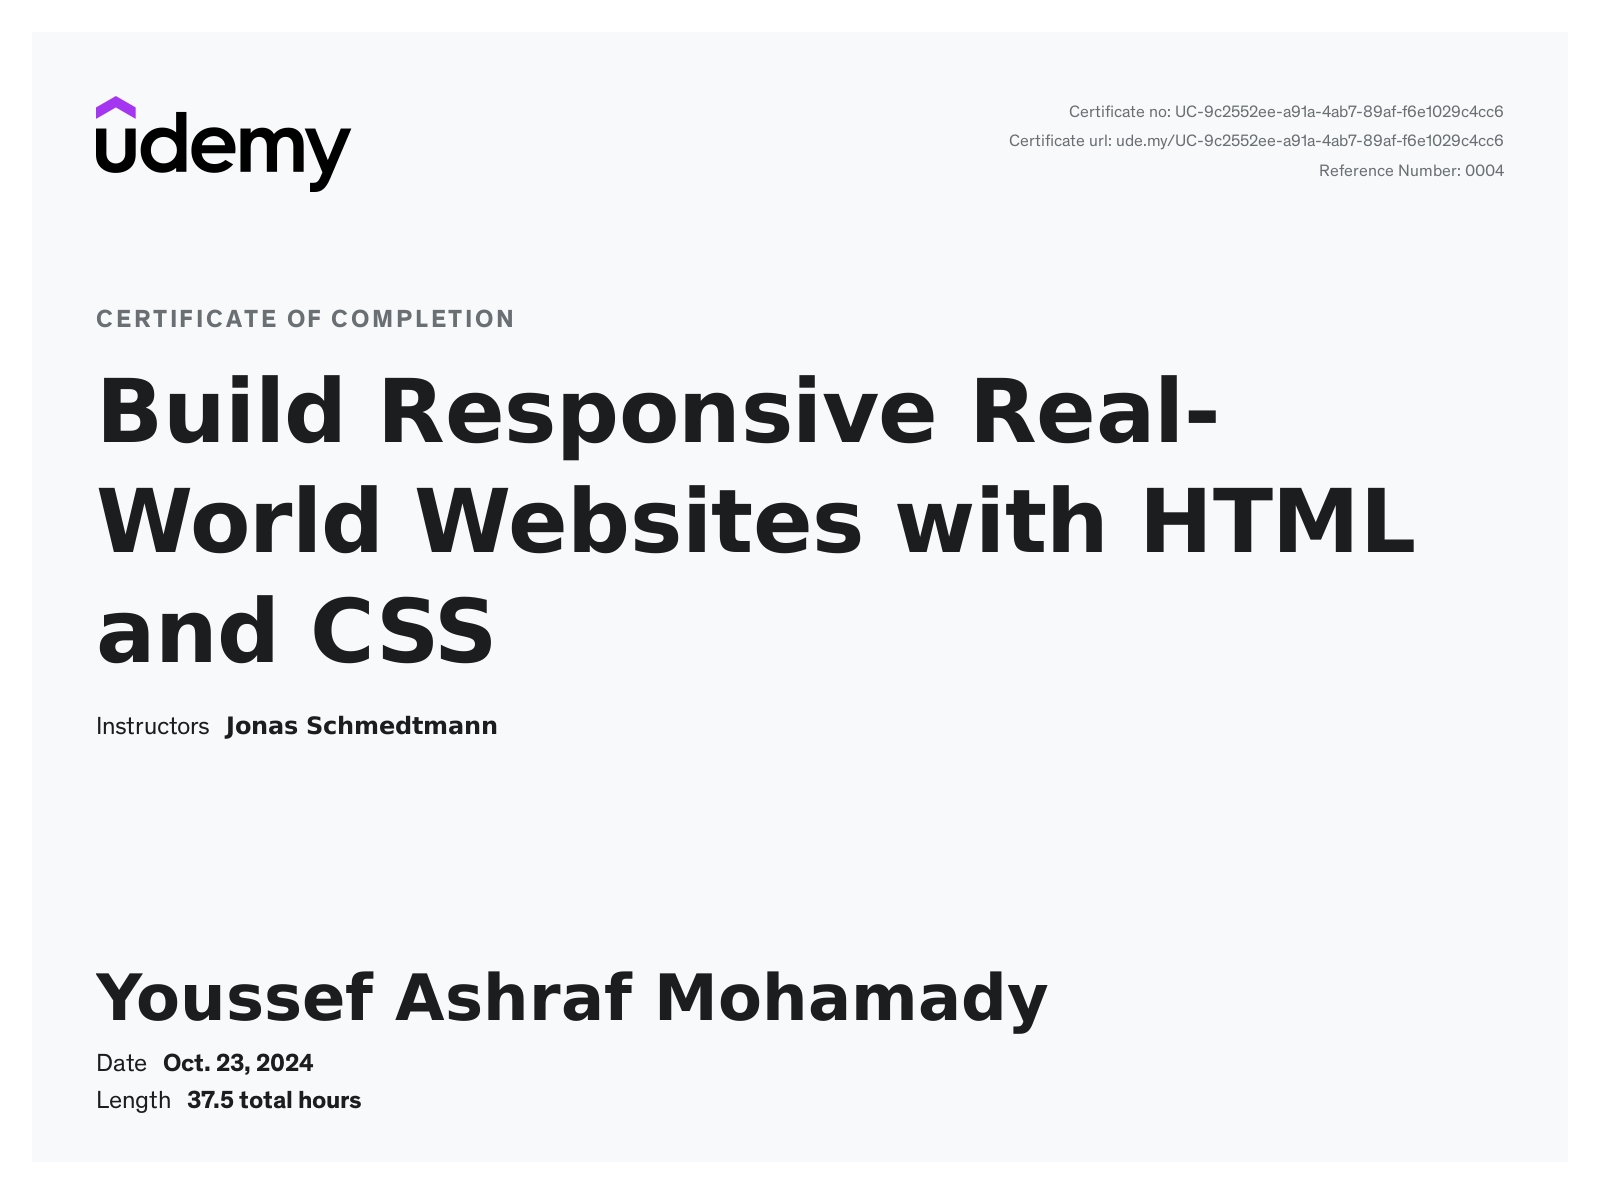 udemy
Certificate no: UC-9c2552ee-a91a-4ab7-89af-f6e1029c4cc6
Certificate url: ude.my/UC-9c2552ee-a91a-4ab7-89af-f6e1029c4cc6
Reference Number: 0004
CERTIFICATE OF COMPLETION
Build Responsive Real-
World Websites with HTML
and CSS
Instructors Jonas Schmedtmann
Youssef Ashraf Mohamady
Date Oct. 23, 2024
Length 37.5 total hours